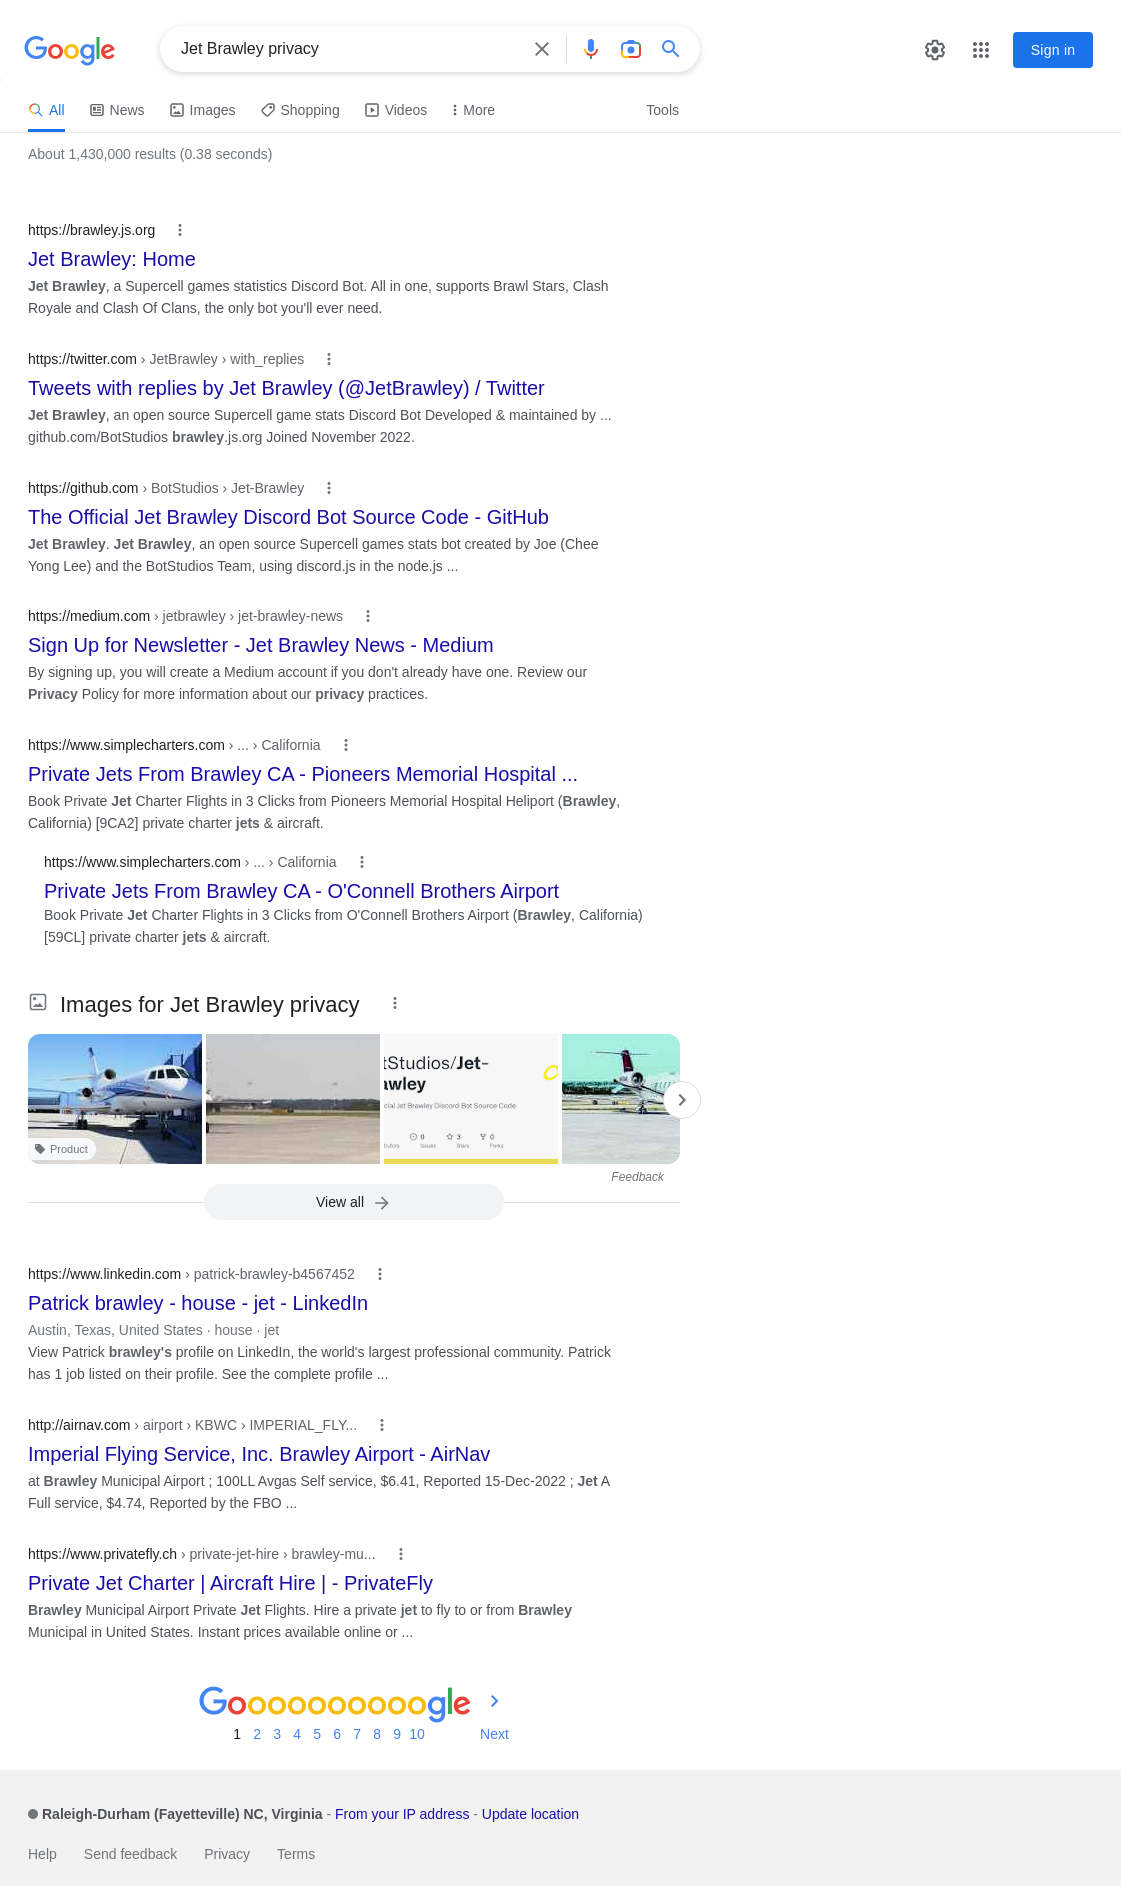 Google
Jet Brawley privacy
Sign in
All News Images Shopping Videos More Tools
About 1,430,000 results (0.38 seconds)
https://brawley.js.org
Jet Brawley: Home
Jet Brawley, a Supercell games statistics Discord Bot. All in one, supports Brawl Stars, Clash
Royale and Clash Of Clans, the only bot you'll ever need.
https://twitter.com › JetBrawley › with_replies
Tweets with replies by Jet Brawley (@JetBrawley) / Twitter
Jet Brawley, an open source Supercell game stats Discord Bot Developed & maintained by ...
github.com/BotStudios brawley.js.org Joined November 2022.
https://github.com › BotStudios › Jet-Brawley
The Official Jet Brawley Discord Bot Source Code - GitHub
Jet Brawley. Jet Brawley, an open source Supercell games stats bot created by Joe (Chee
Yong Lee) and the BotStudios Team, using discord.js in the node.js ...
https://medium.com › jetbrawley › jet-brawley-news
Sign Up for Newsletter - Jet Brawley News - Medium
By signing up, you will create a Medium account if you don't already have one. Review our
Privacy Policy for more information about our privacy practices.
https://www.simplecharters.com › ... › California
Private Jets From Brawley CA - Pioneers Memorial Hospital ...
Book Private Jet Charter Flights in 3 Clicks from Pioneers Memorial Hospital Heliport (Brawley,
California) [9CA2] private charter jets & aircraft.
https://www.simplecharters.com › ... › California
Private Jets From Brawley CA - O'Connell Brothers Airport
Book Private Jet Charter Flights in 3 Clicks from O'Connell Brothers Airport (Brawley, California)
[59CL] private charter jets & aircraft.
Images for Jet Brawley privacy
tStudios/Jet-
awley
cial Jet Brawley Discord Bot Source Code
0 3 0
butors Issues Stars Forks
Product
Feedback
View all
https://www.linkedin.com › patrick-brawley-b4567452
Patrick brawley - house - jet - LinkedIn
Austin, Texas, United States · house · jet
View Patrick brawley's profile on LinkedIn, the world's largest professional community. Patrick
has 1 job listed on their profile. See the complete profile ...
http://airnav.com › airport › KBWC › IMPERIAL_FLY...
Imperial Flying Service, Inc. Brawley Airport - AirNav
at Brawley Municipal Airport ; 100LL Avgas Self service, $6.41, Reported 15-Dec-2022 ; Jet A
Full service, $4.74, Reported by the FBO ...
https://www.privatefly.ch › private-jet-hire › brawley-mu...
Private Jet Charter | Aircraft Hire | - PrivateFly
Brawley Municipal Airport Private Jet Flights. Hire a private jet to fly to or from Brawley
Municipal in United States. Instant prices available online or ...
Goooooooooogle
1 2 3 4 5 6 7 8 9 10 Next
Raleigh-Durham (Fayetteville) NC, Virginia - From your IP address - Update location
Help Send feedback Privacy Terms